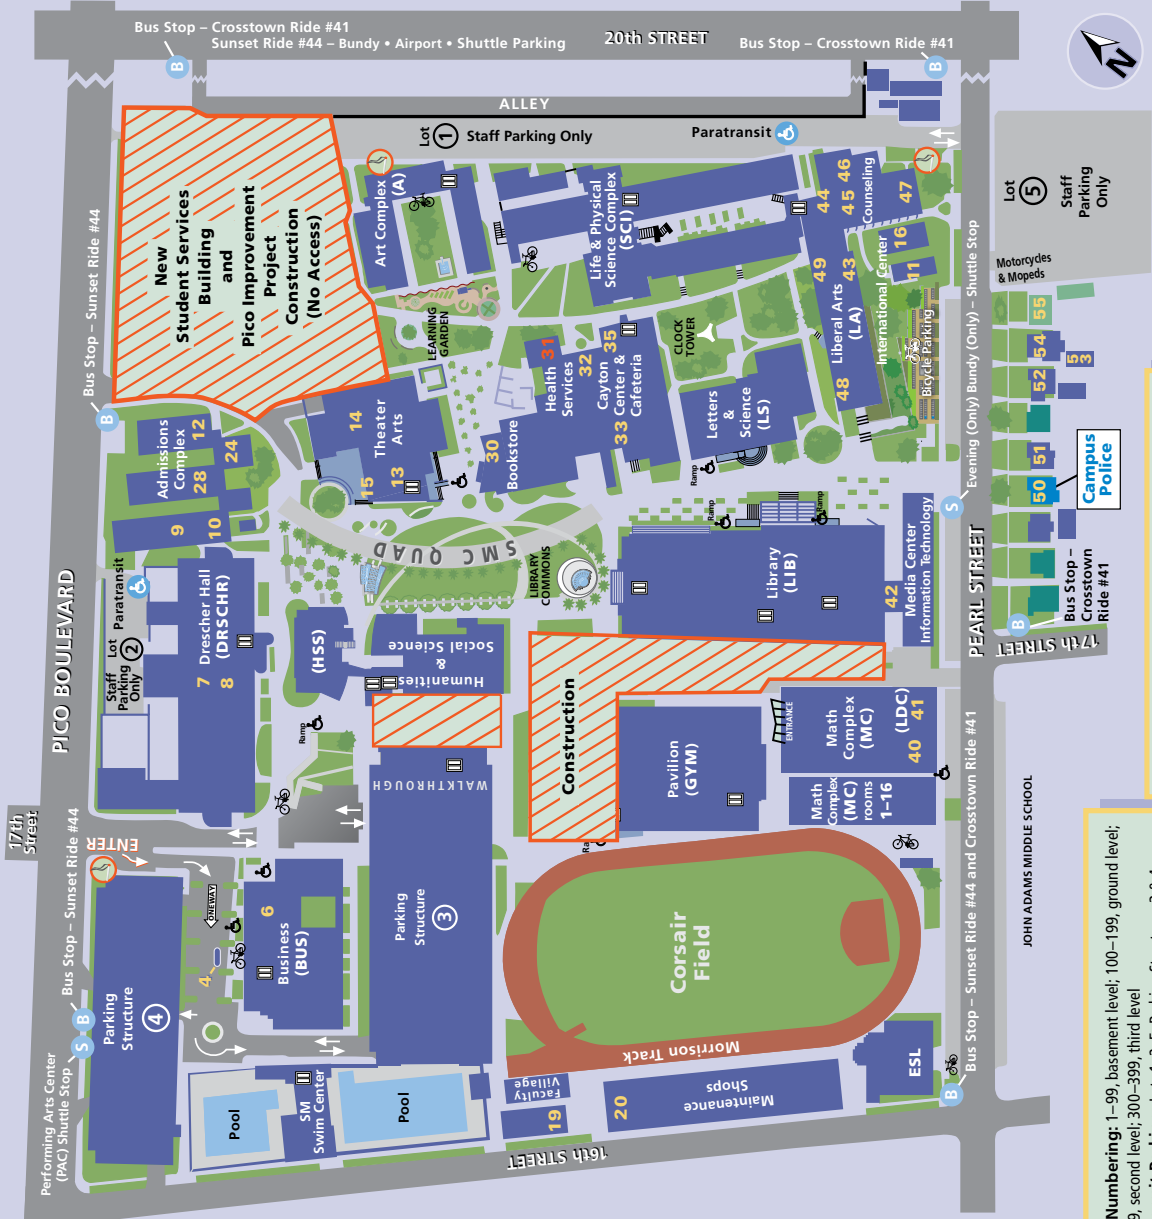 Bus Stop – Crosstown Ride #41
Sunset Ride #44 – Bundy • Airport • Shuttle Parking
20th STREET
Bus Stop – Crosstown Ride #41
B
B
N
ALLEY
Lot
1
Staff Parking Only
Paratransit
Bus Stop – Sunset Ride #44
B
New
Student Services
Building
and
Pico Improvement
Project
Construction
(No Access)
Art Complex
(A)
Life & Physical
Science Complex
(SCI)
44
45
46
Counseling
47
49
43
16
11
International Center
Liberal Arts
(LA)
48
Bicycle Parking
Lot
5
Staff
Parking
Only
Motorcycles
& Mopeds
Evening (Only) Bundy (Only) – Shuttle Stop
S
LEARNING
GARDEN
CLOCK
TOWER
31
Health
Services
32
35
Cayton
Center &
Cafeteria
33
30
Bookstore
Letters
&
Science
(LS)
14
Theater
Arts
15
13
Admissions
Complex
12
28
24
9
10
55
54
53
52
51
50
Campus
Police
Ramp
Ramp
Ramp
SMC QUAD
LIBRARY
COMMONS
Library
(LIB)
42
Media Center
Information Technology
PEARL STREET
Bus Stop –
Crosstown
Ride #41
B
17th STREET
PICO BOULEVARD
Paratransit
Staff
Parking
Only
Lot
2
Drescher Hall
(DRSCHR)
7
8
(HSS)
Humanities
&
Social Science
Ramp
Construction
Pavilion
(GYM)
ENTRANCE
Math
Complex
(MC)
(LDC)
40
41
Math
Complex
(MC)
rooms
1–16
WALKTHROUGH
Parking
Structure
3
17th
Street
ENTER
Bus Stop – Sunset Ride #44
B
S
Performing Arts Center
(PAC) Shuttle Stop
Parking
Structure
4
ONEWAY
4
6
Business
(BUS)
Ra
Corsair
Field
Morrison Track
Pool
SM
Swim Center
Pool
Faculty
Village
19
20
Maintenance
Shops
ESL
16th STREET
Bus Stop – Sunset Ride #44 and Crosstown Ride #41
B
JOHN ADAMS MIDDLE SCHOOL
Numbering: 1–99, basement level; 100–199, ground level;
9, second level; 300–399, third level